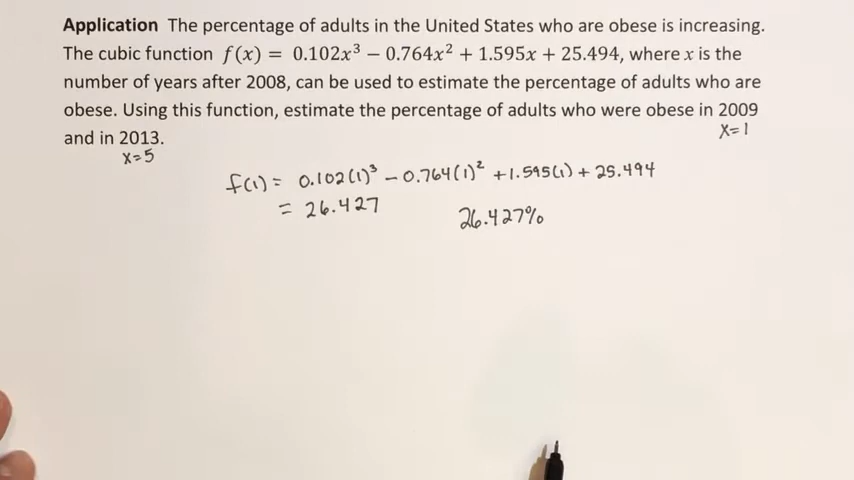 Application The percentage of adults in the United States who are obese is increasing.
The cubic function f(x) = 0.102x³ − 0.764x² + 1.595x + 25.494, where x is the
number of years after 2008, can be used to estimate the percentage of adults who are
obese. Using this function, estimate the percentage of adults who were obese in 2009
x=1
and in 2013.
x=5
f(1) = 0.102(1)³ − 0.764(1)² + 1.595(1) + 25.494
= 26.427 26.427%